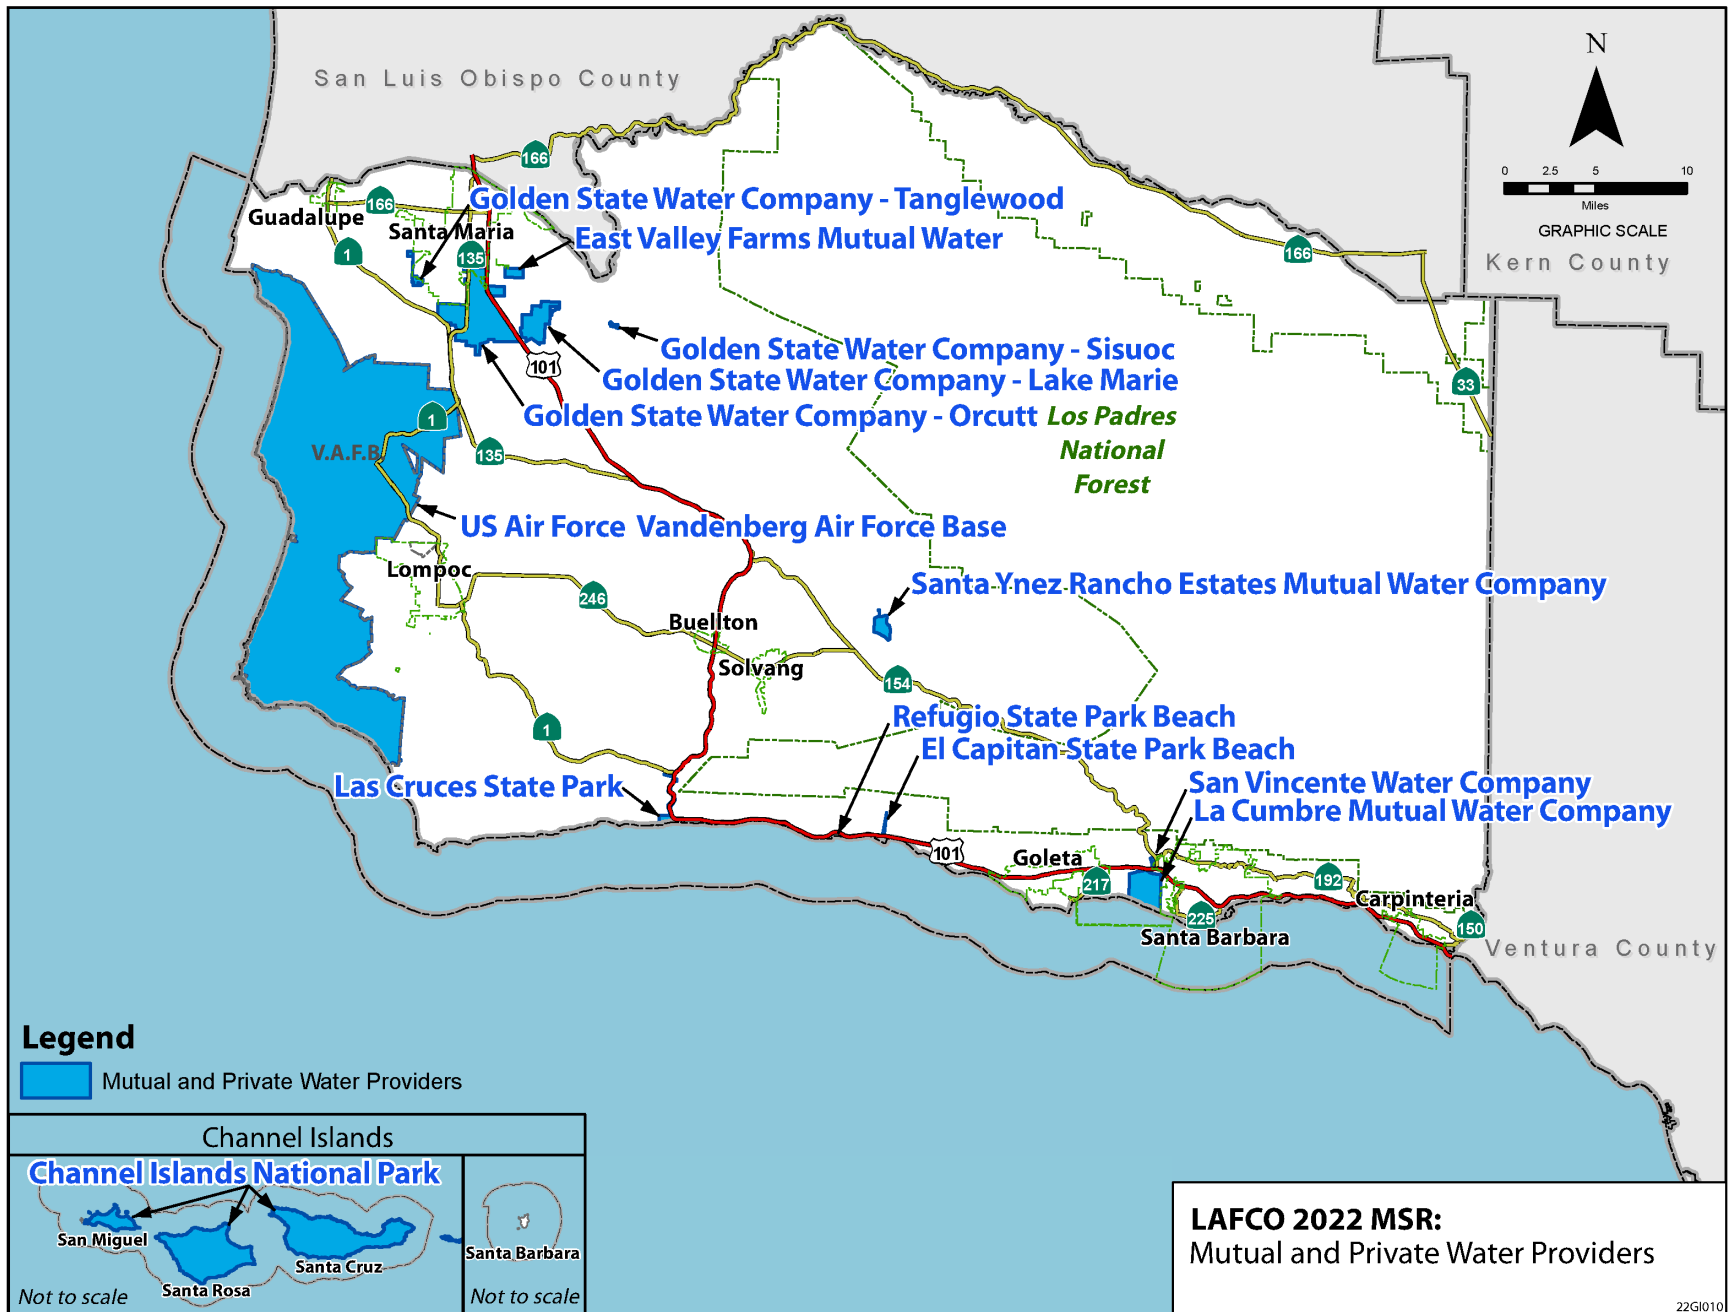 San Luis Obispo County
N
0 2.5 5 10
Miles
GRAPHIC SCALE
Kern County
166
166
Golden State Water Company - Tanglewood
Guadalupe
Santa Maria
East Valley Farms Mutual Water
1
135
166
Golden State Water Company - Sisuoc
101
Golden State Water Company - Lake Marie
33
Golden State Water Company - Orcutt
Los Padres
National
Forest
1
V.A.F.B.
135
US Air Force Vandenberg Air Force Base
Lompoc
Santa Ynez Rancho Estates Mutual Water Company
246
Buellton
Solvang
154
Refugio State Park Beach
1
El Capitan State Park Beach
Las Cruces State Park
San Vincente Water Company
La Cumbre Mutual Water Company
101
Goleta
217
192
Carpinteria
225
150
Santa Barbara
Ventura County
Legend
Mutual and Private Water Providers
Channel Islands
Channel Islands National Park
San Miguel
Santa Rosa
Santa Cruz
Not to scale
Santa Barbara
Not to scale
LAFCO 2022 MSR:
Mutual and Private Water Providers
22GI010